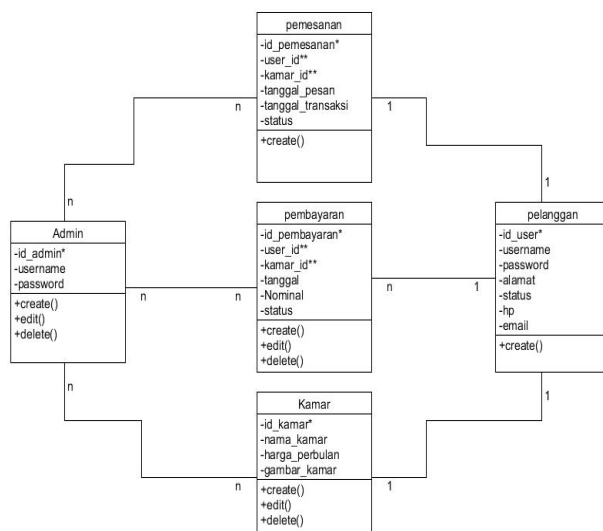 pemesanan
-id_pemesanan*
-user_id**
-kamar_id**
-tanggal_pesan
-tanggal_transaksi
-status
+create()
n
1
n
1
Admin
-id_admin*
-username
-password
+create()
+edit()
+delete()
pembayaran
-id_pembayaran*
-user_id**
-kamar_id**
-tanggal
-Nominal
-status
+create()
+edit()
+delete()
pelanggan
-id_user*
-username
-password
-alamat
-status
-hp
-email
+create()
n
n
n
1
n
1
Kamar
-id_kamar*
-nama_kamar
-harga_perbulan
-gambar_kamar
+create()
+edit()
+delete()
n
1